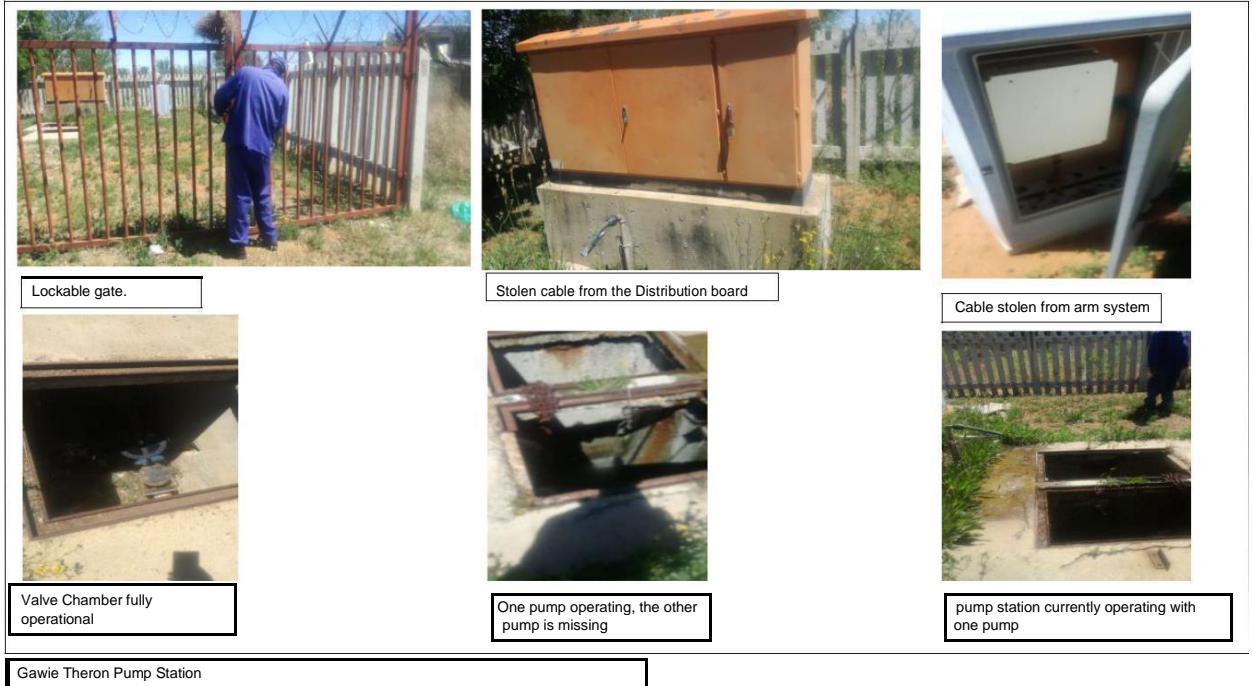 Lockable gate.
Stolen cable from the Distribution board
Cable stolen from arm system
Valve Chamber fully
operational
One pump operating, the other
pump is missing
pump station currently operating with
one pump
Gawie Theron Pump Station